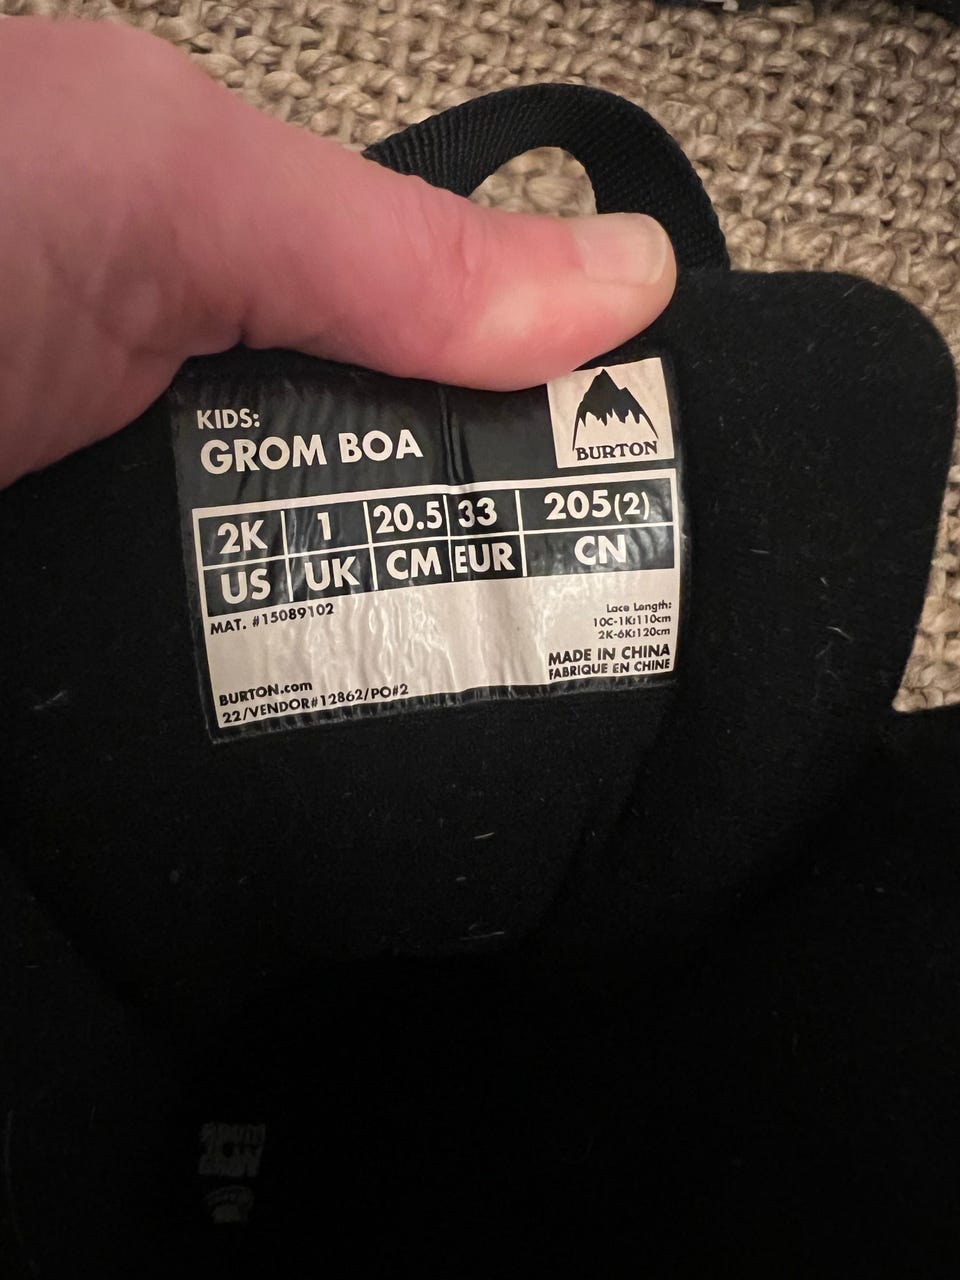 KIDS:
GROM BOA
BURTON
2K 1 20.5 33 205(2)
US UK CM EUR CN
MAT. #15089102
Lace Length:
10C-1K:110cm
2K-6K:120cm
MADE IN CHINA
FABRIQUE EN CHINE
BURTON.com
22/VENDOR#12862/PO#2